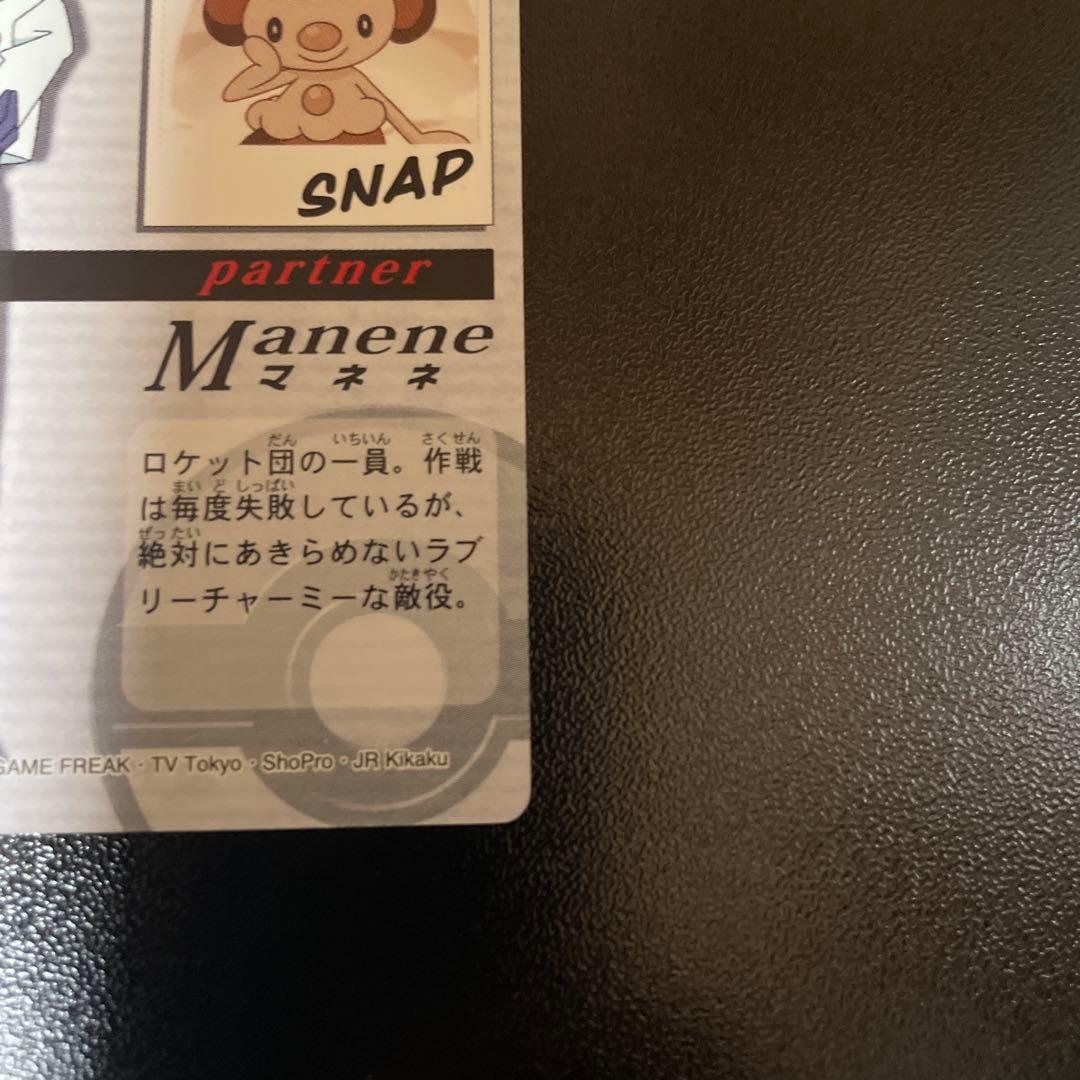 SNAP
partner
Manene
マネネ
ロケット団の一員。作戦
は毎度失敗しているが、
絶対にあきらめないラブ
リーチャーミーな敵役。
GAME FREAK・TV Tokyo・ShoPro・JR Kikaku